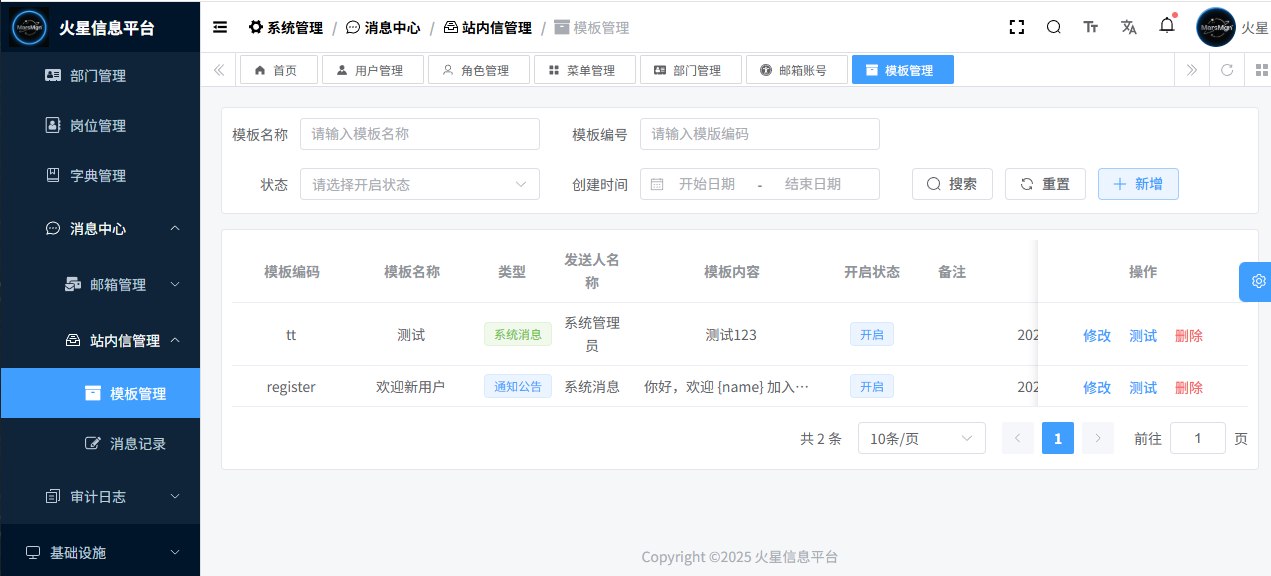 火星信息平台
部门管理
岗位管理
字典管理
消息中心
邮箱管理
站内信管理
模板管理
消息记录
审计日志
基础设施
系统管理 / 消息中心 / 站内信管理 / 模板管理
MarsMgn 火星
首页 用户管理 角色管理 菜单管理 部门管理 邮箱账号 模板管理
模板名称 请输入模板名称 模板编号 请输入模版编码
状态 请选择开启状态 创建时间 开始日期 - 结束日期 搜索 重置 新增
模板编码 模板名称 类型 发送人名称 模板内容 开启状态 备注 操作
tt 测试 系统消息 系统管理员 测试123 开启 202 修改 测试 删除
register 欢迎新用户 通知公告 系统消息 你好，欢迎 {name} 加入… 开启 202 修改 测试 删除
共 2 条 10条/页 1 前往 1 页
Copyright ©2025 火星信息平台